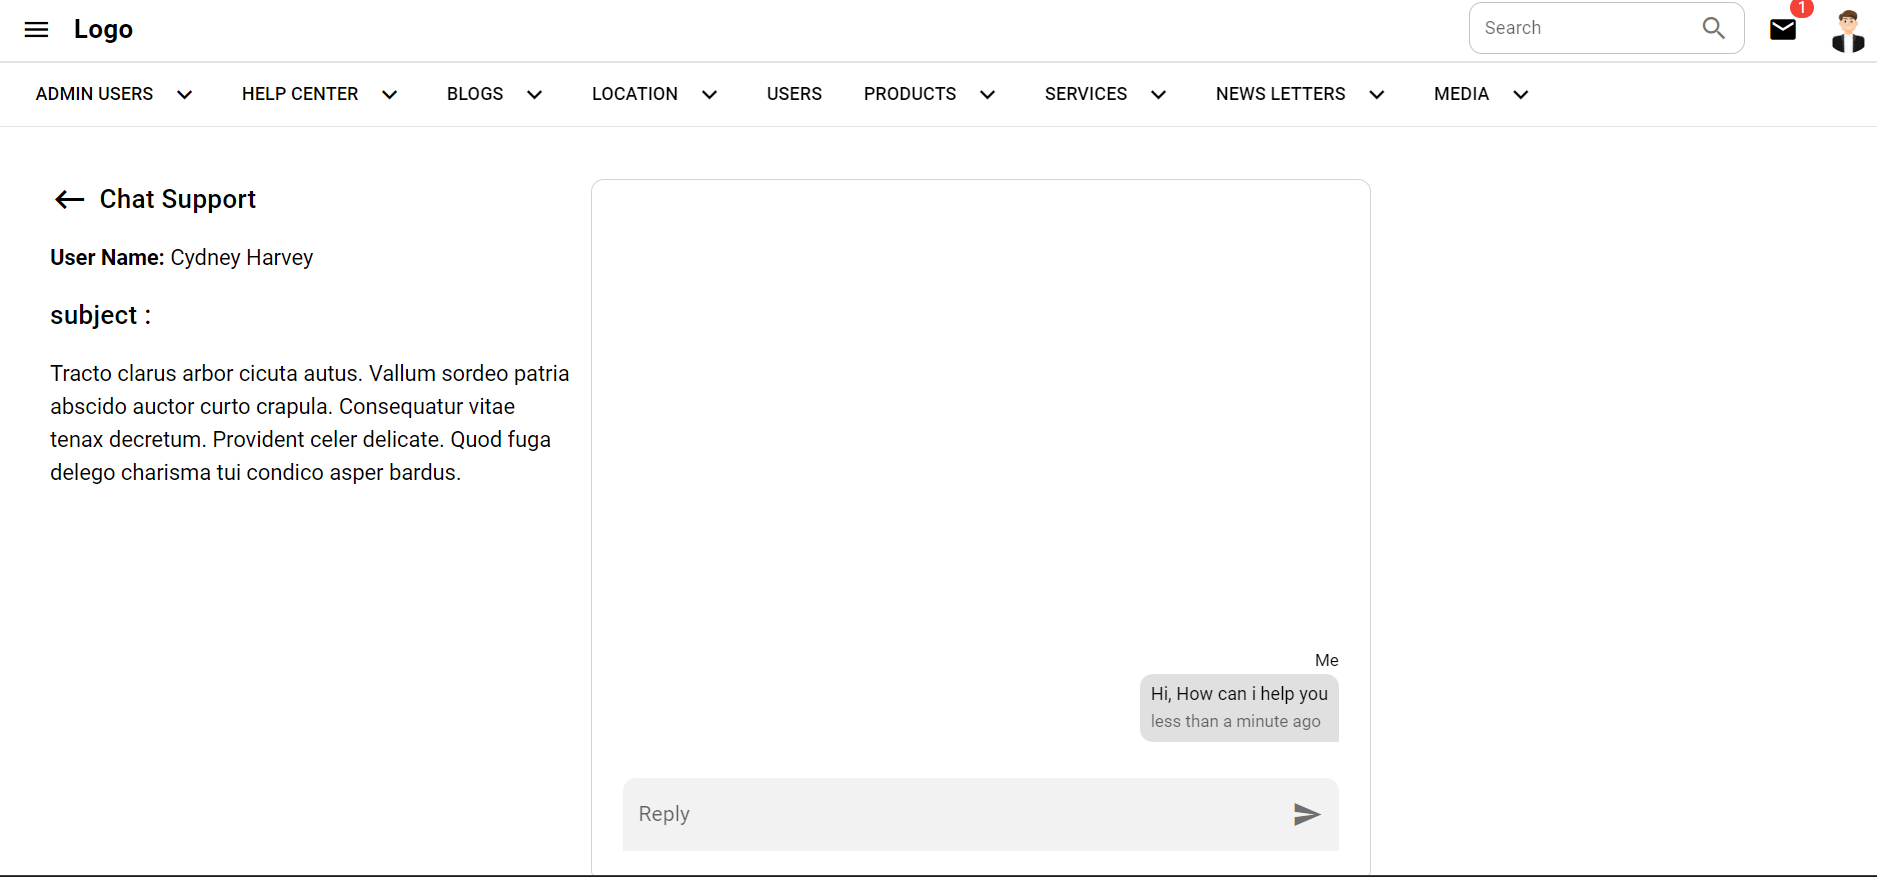 Logo
Search
1
ADMIN USERS HELP CENTER BLOGS LOCATION USERS PRODUCTS SERVICES NEWS LETTERS MEDIA
Chat Support
User Name: Cydney Harvey
subject :
Tracto clarus arbor cicuta autus. Vallum sordeo patria
abscido auctor curto crapula. Consequatur vitae
tenax decretum. Provident celer delicate. Quod fuga
delego charisma tui condico asper bardus.
Me
Hi, How can i help you
less than a minute ago
Reply